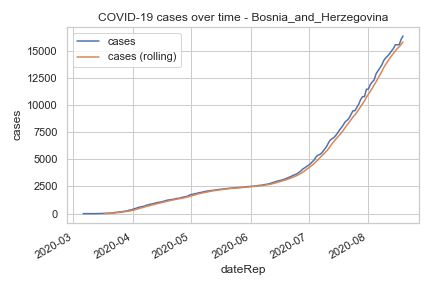 COVID-19 cases over time - Bosnia_and_Herzegovina
cases
cases (rolling)
cases
15000
12500
10000
7500
5000
2500
0
2020-03
2020-04
2020-05
2020-06
2020-07
2020-08
dateRep